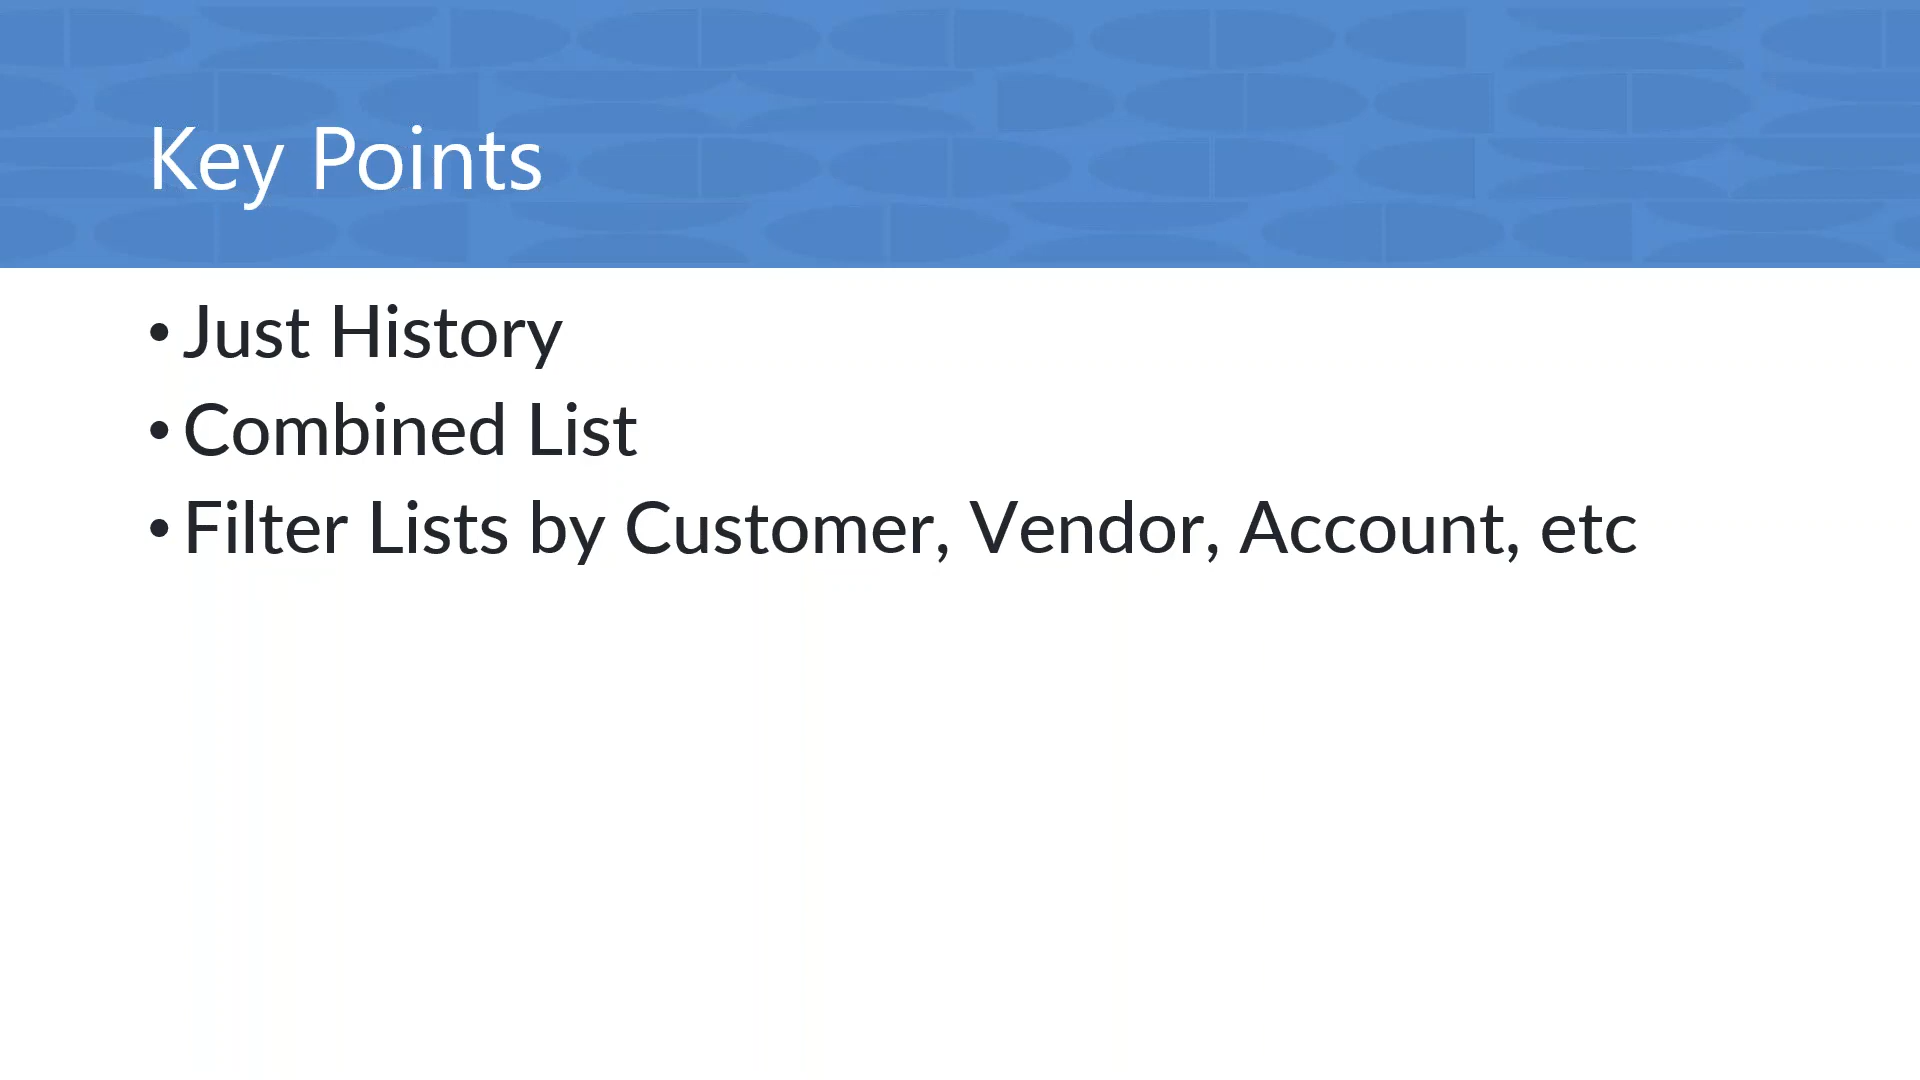 Key Points
• Just History
• Combined List
• Filter Lists by Customer, Vendor, Account, etc